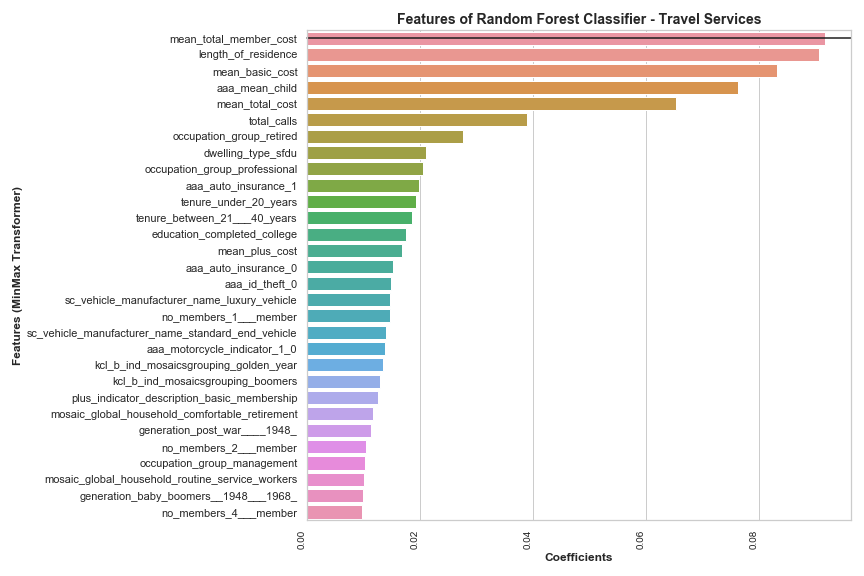 Features of Random Forest Classifier - Travel Services
Features (MinMax Transformer)
mean_total_member_cost
length_of_residence
mean_basic_cost
aaa_mean_child
mean_total_cost
total_calls
occupation_group_retired
dwelling_type_sfdu
occupation_group_professional
aaa_auto_insurance_1
tenure_under_20_years
tenure_between_21___40_years
education_completed_college
mean_plus_cost
aaa_auto_insurance_0
aaa_id_theft_0
sc_vehicle_manufacturer_name_luxury_vehicle
no_members_1___member
sc_vehicle_manufacturer_name_standard_end_vehicle
aaa_motorcycle_indicator_1_0
kcl_b_ind_mosaicsgrouping_golden_year
kcl_b_ind_mosaicsgrouping_boomers
plus_indicator_description_basic_membership
mosaic_global_household_comfortable_retirement
generation_post_war____1948_
no_members_2___member
occupation_group_management
mosaic_global_household_routine_service_workers
generation_baby_boomers__1948___1968_
no_members_4___member
0.00 0.02 0.04 0.06 0.08
Coefficients